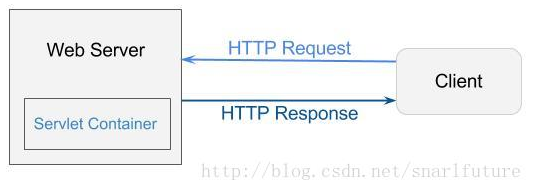 Web Server
HTTP Request
Client
Servlet Container
HTTP Response
http://blog.csdn.net/snarlfuture